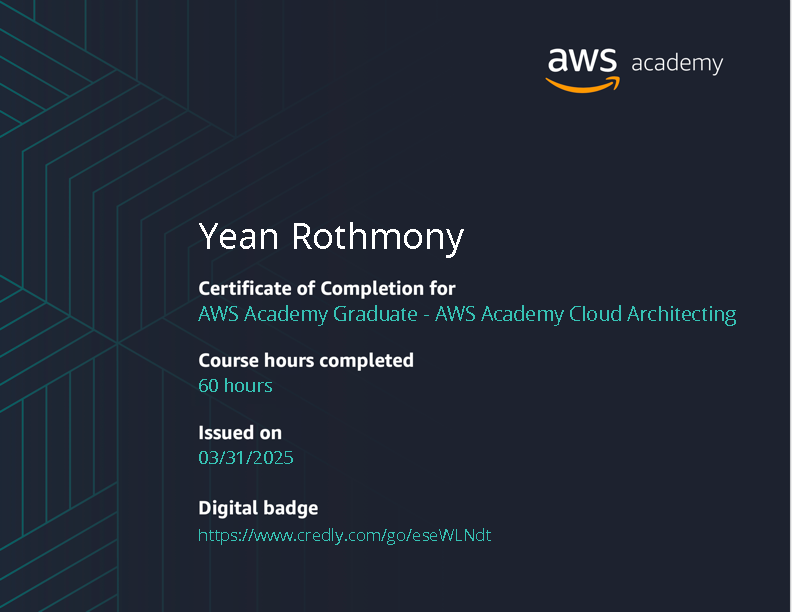 aws academy
Yean Rothmony
Certificate of Completion for
AWS Academy Graduate - AWS Academy Cloud Architecting
Course hours completed
60 hours
Issued on
03/31/2025
Digital badge
https://www.credly.com/go/eseWLNdt